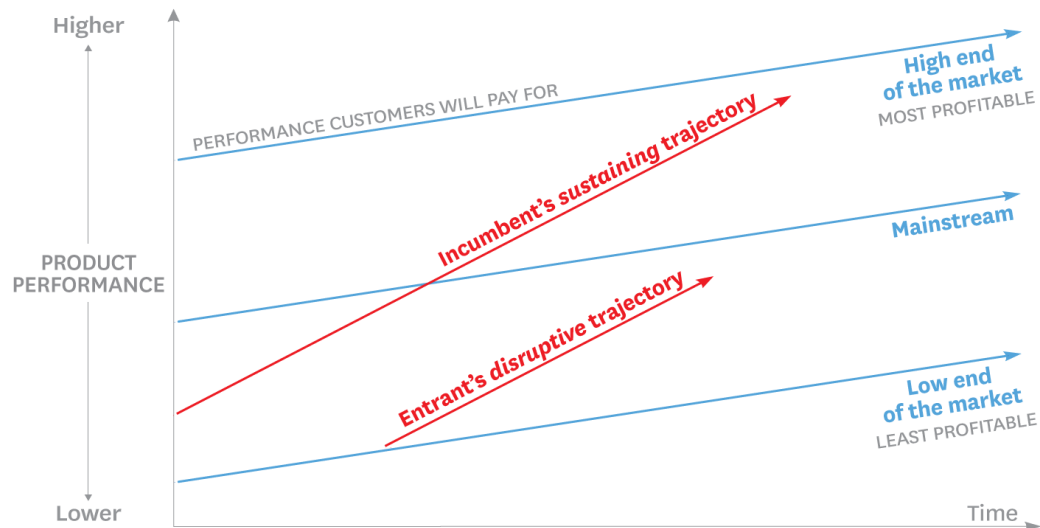 Higher
PERFORMANCE CUSTOMERS WILL PAY FOR
High end
of the market
MOST PROFITABLE
Incumbent’s sustaining trajectory
Mainstream
PRODUCT
PERFORMANCE
Entrant’s disruptive trajectory
Low end
of the market
LEAST PROFITABLE
Lower
Time